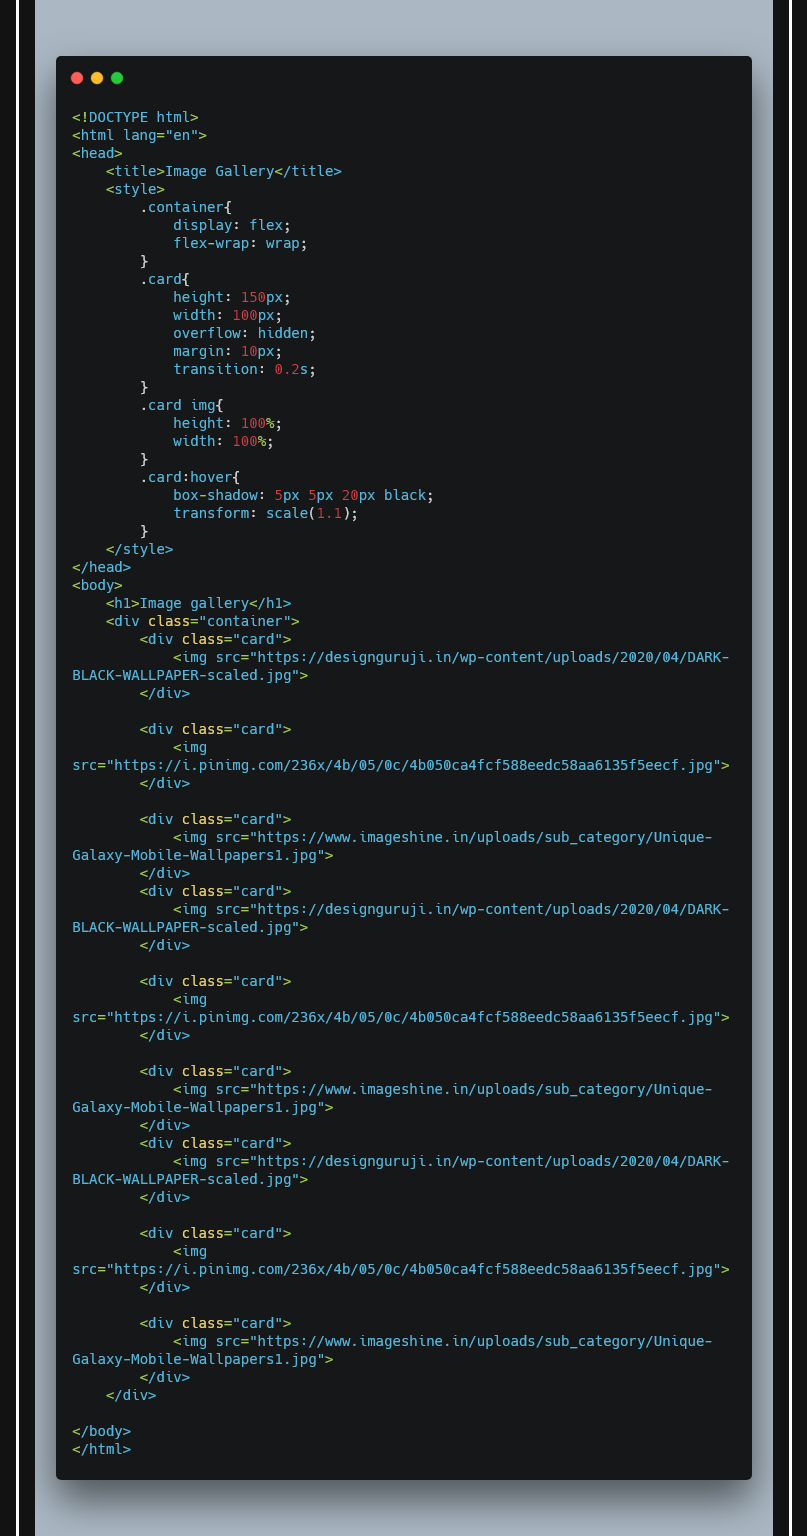 <!DOCTYPE html>
<html lang="en">
<head>
    <title>Image Gallery</title>
    <style>
        .container{
            display: flex;
            flex-wrap: wrap;
        }
        .card{
            height: 150px;
            width: 100px;
            overflow: hidden;
            margin: 10px;
            transition: 0.2s;
        }
        .card img{
            height: 100%;
            width: 100%;
        }
        .card:hover{
            box-shadow: 5px 5px 20px black;
            transform: scale(1.1);
        }
    </style>
</head>
<body>
    <h1>Image gallery</h1>
    <div class="container">
        <div class="card">
            <img src="https://designguruji.in/wp-content/uploads/2020/04/DARK-
BLACK-WALLPAPER-scaled.jpg">
        </div>

        <div class="card">
            <img
src="https://i.pinimg.com/236x/4b/05/0c/4b050ca4fcf588eedc58aa6135f5eecf.jpg">
        </div>

        <div class="card">
            <img src="https://www.imageshine.in/uploads/sub_category/Unique-
Galaxy-Mobile-Wallpapers1.jpg">
        </div>
        <div class="card">
            <img src="https://designguruji.in/wp-content/uploads/2020/04/DARK-
BLACK-WALLPAPER-scaled.jpg">
        </div>

        <div class="card">
            <img
src="https://i.pinimg.com/236x/4b/05/0c/4b050ca4fcf588eedc58aa6135f5eecf.jpg">
        </div>

        <div class="card">
            <img src="https://www.imageshine.in/uploads/sub_category/Unique-
Galaxy-Mobile-Wallpapers1.jpg">
        </div>
        <div class="card">
            <img src="https://designguruji.in/wp-content/uploads/2020/04/DARK-
BLACK-WALLPAPER-scaled.jpg">
        </div>

        <div class="card">
            <img
src="https://i.pinimg.com/236x/4b/05/0c/4b050ca4fcf588eedc58aa6135f5eecf.jpg">
        </div>

        <div class="card">
            <img src="https://www.imageshine.in/uploads/sub_category/Unique-
Galaxy-Mobile-Wallpapers1.jpg">
        </div>
    </div>

</body>
</html>